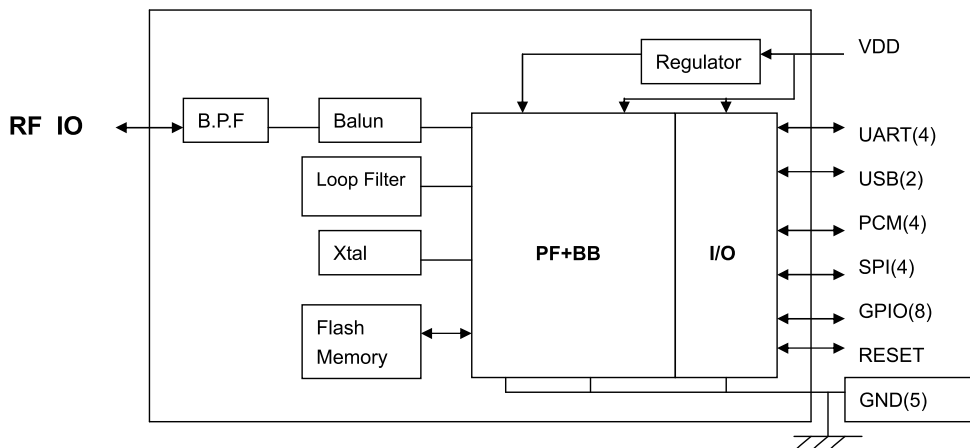 VDD
Regulator
RF IO
B.P.F
Balun
UART(4)
Loop Filter
USB(2)
PCM(4)
Xtal
PF+BB
I/O
SPI(4)
GPIO(8)
Flash
Memory
RESET
GND(5)